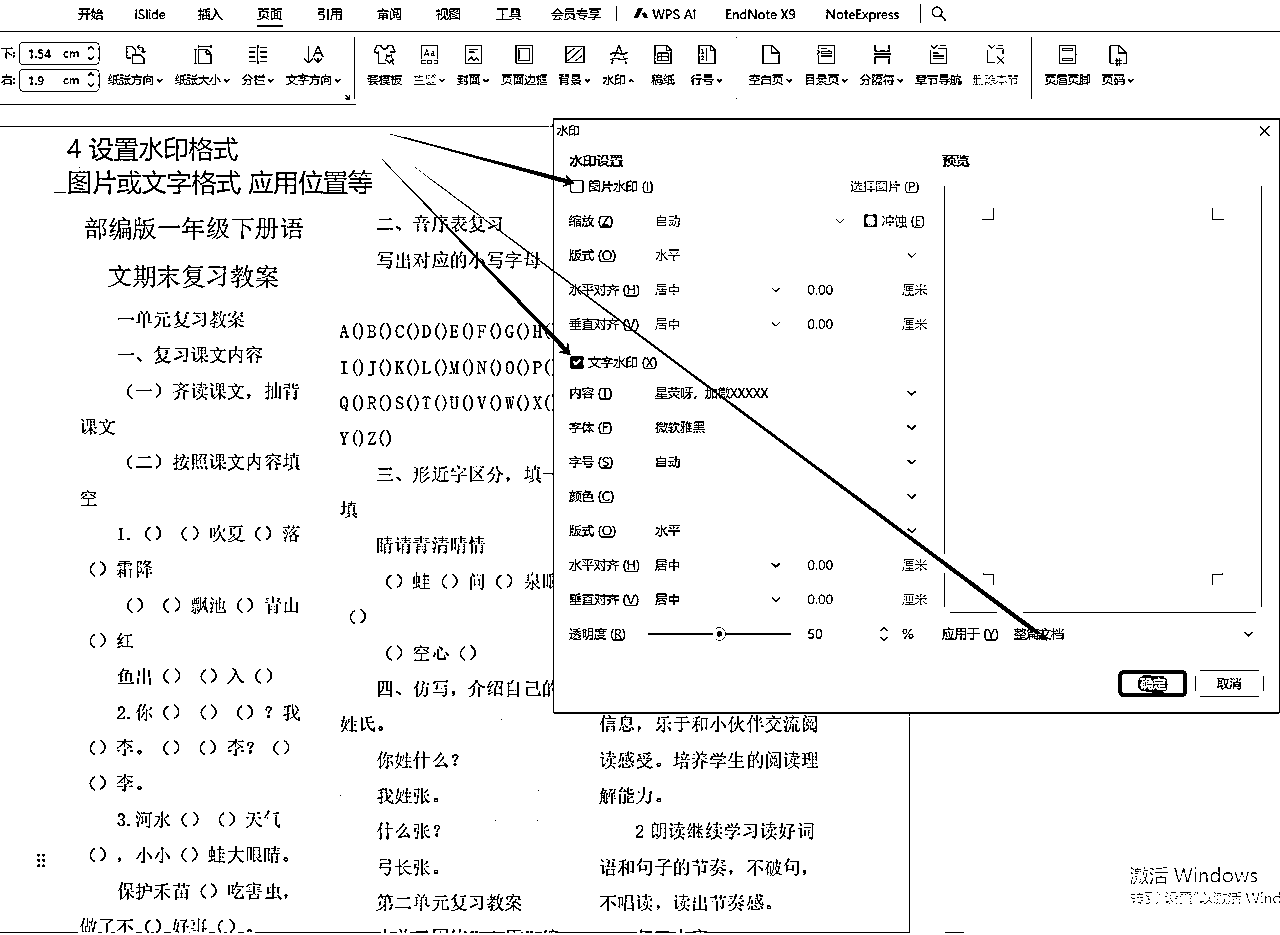 开始 iSlide 插入 页面 引用 审阅 视图 工具 会员专享 WPS AI EndNote X9 NoteExpress
下: 1.54 cm
右: 1.9 cm
纸张方向 纸张大小 分栏 文字方向 套模板 主题 封面 页面边框 背景 水印 稿纸 行号 空白页 目录页 分隔符 章节导航 删除本节 页眉页脚 页码
4 设置水印格式
图片或文字格式 应用位置等
部编版一年级下册语
文期末复习教案
一单元复习教案
一、复习课文内容
（一）齐读课文，抽背
课文
（二）按照课文内容填
空
1.（）（）吹夏（）落
（）霜降
（）（）飘池（）青山
（）红
鱼出（）（）入（）
2.你（）（）（）？我
（）李。（）（）李？（）
（）李。
3.河水（）（）天气
（），小小（）蛙大眼睛。
保护禾苗（）吃害虫，
做了不（）好事（）。
二、音序表复习
写出对应的小写字母
A()B()C()D()E()F()G()H(
I()J()K()L()M()N()O()P(
Q()R()S()T()U()V()W()X(
Y()Z()
三、形近字区分，填一
填
睛请青清晴情
（）蛙（）问（）泉眼
（）
（）空心（）
四、仿写，介绍自己的
姓氏。
你姓什么？
我姓张。
什么张？
弓长张。
第二单元复习教案
信息，乐于和小伙伴交流阅
读感受。培养学生的阅读理
解能力。
2 朗读继续学习读好词
语和句子的节奏，不破句，
不唱读，读出节奏感。
水印
水印设置
图片水印(I) 选择图片(P)
缩放(Z) 自动 冲蚀(E)
版式(O) 水平
水平对齐(H) 居中 0.00 厘米
垂直对齐(V) 居中 0.00 厘米
文字水印(X)
内容(T) 星荧呀，加微XXXXX
字体(F) 微软雅黑
字号(S) 自动
颜色(C)
版式(O) 水平
水平对齐(H) 居中 0.00 厘米
垂直对齐(V) 居中 0.00 厘米
透明度(R) 50 %
预览
应用于(Y) 整篇文档
确定 取消
激活 Windows
转到"设置"以激活 Wind